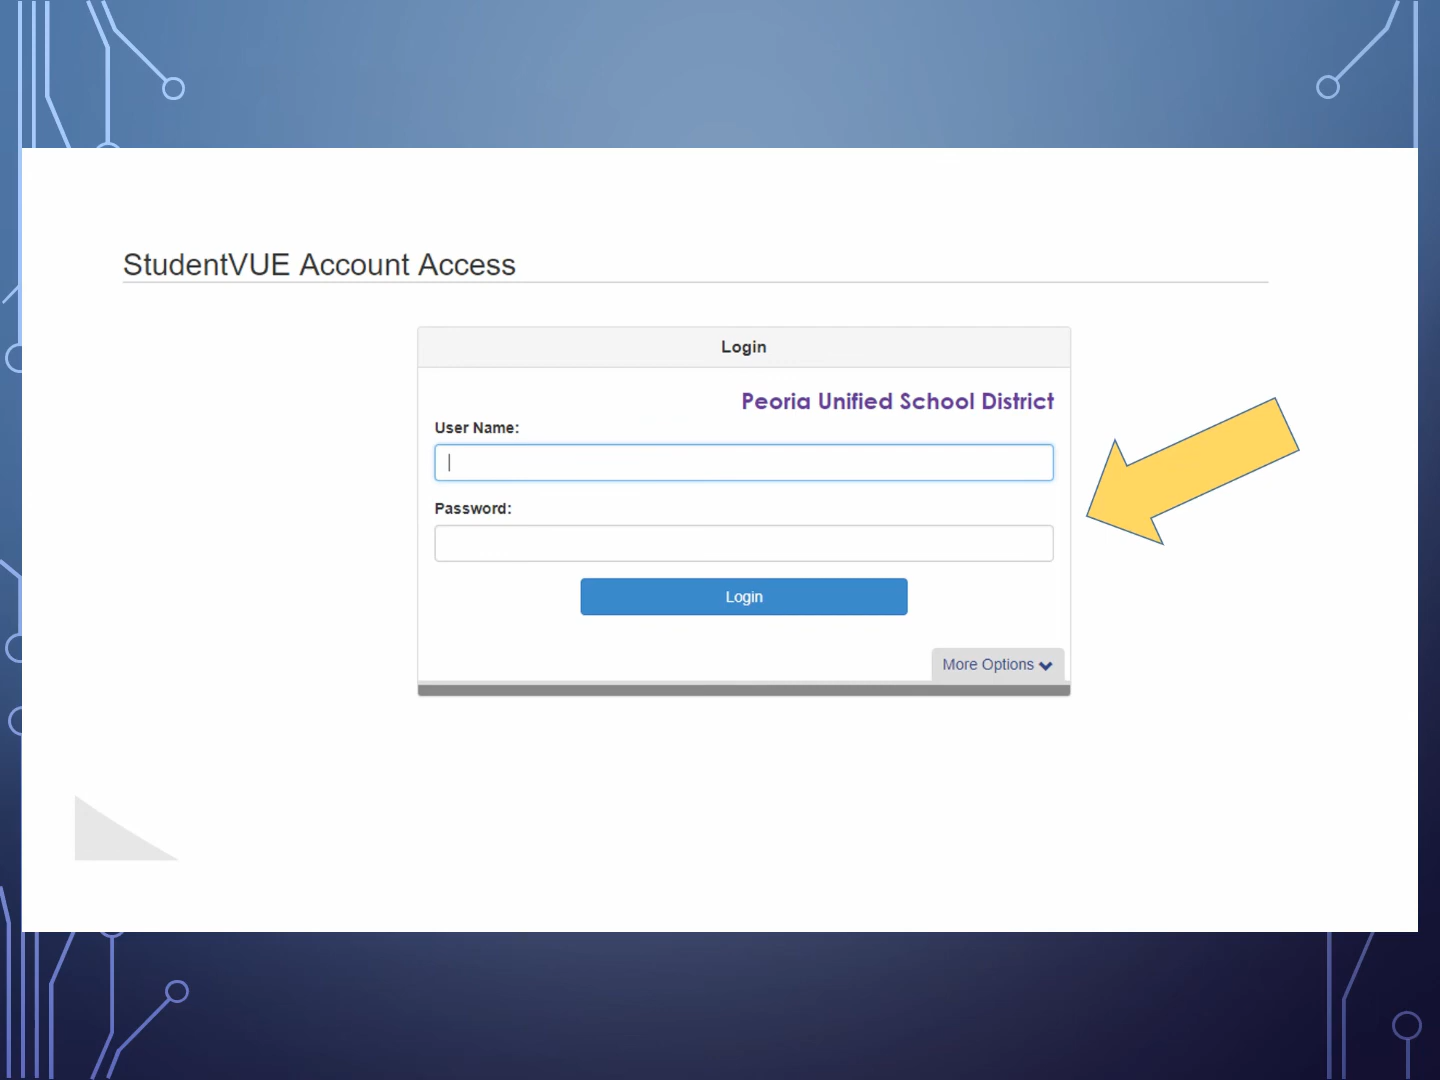 StudentVUE Account Access
Login
Peoria Unified School District
User Name:
Password:
Login
More Options